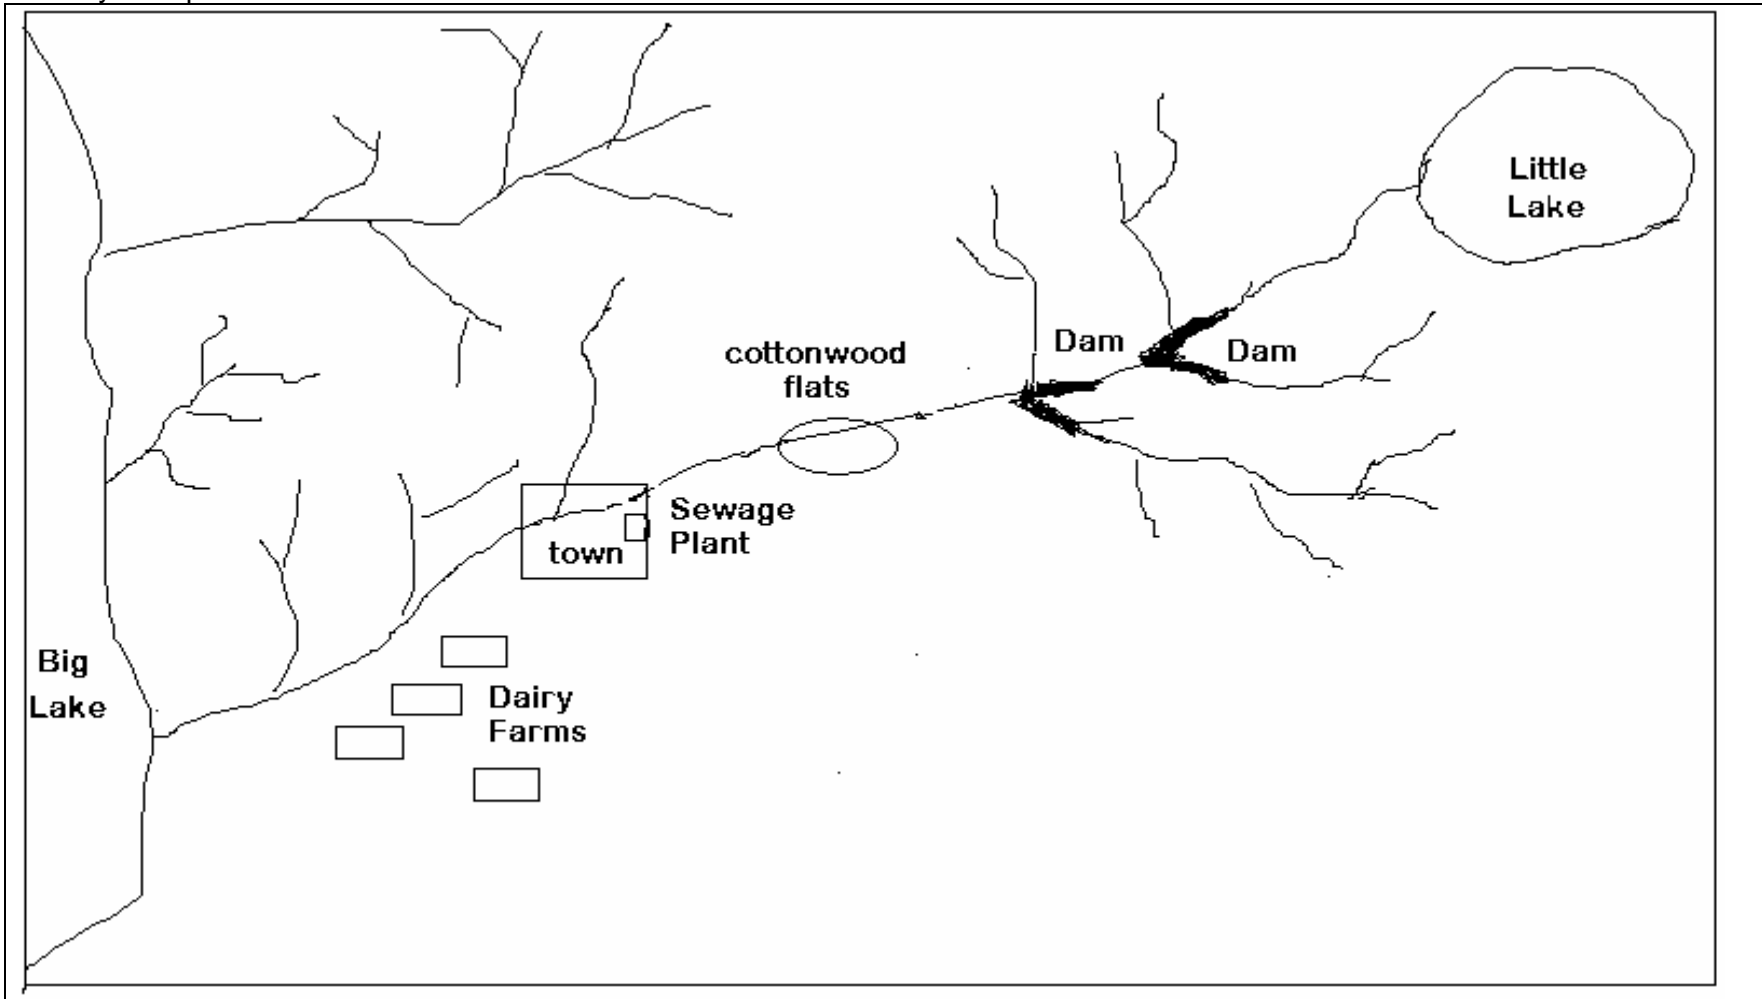 Little
Lake
Dam
Dam
cottonwood
flats
Sewage
Plant
town
Big
Lake
Dairy
Farms